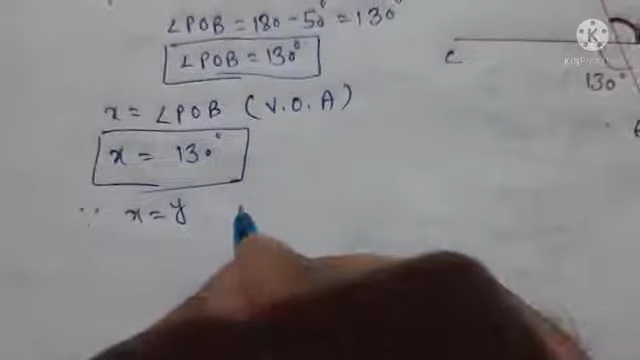 ∠POB = 180 - 50° = 130°
∠POB = 130°
x = ∠POB (V.O.A)
x = 130°
∵ x = y
C
130°
K